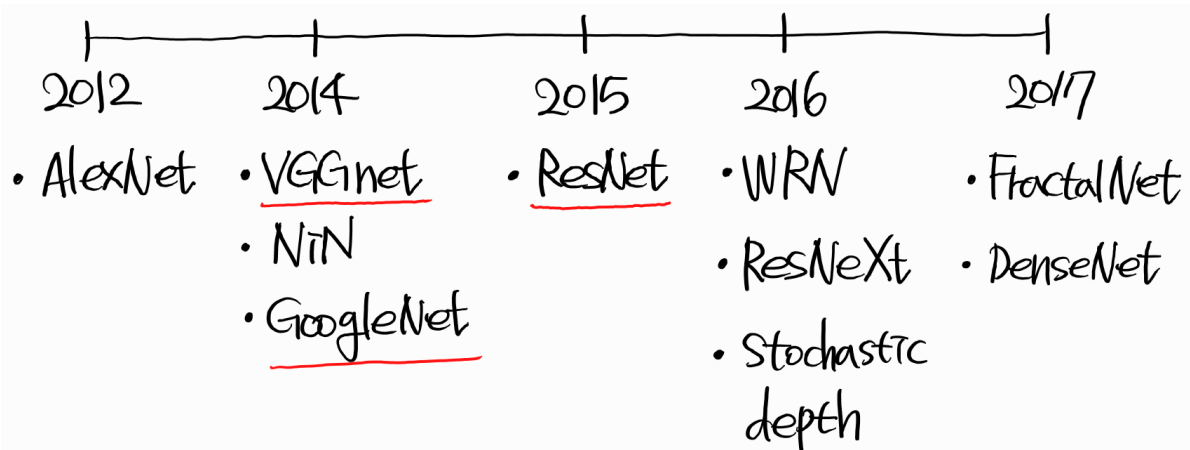 2012 2014 2015 2016 2017
• AlexNet • VGGnet • ResNet • WRN • FractalNet
• NiN • ResNeXt • DenseNet
• GoogleNet • Stochastic
depth